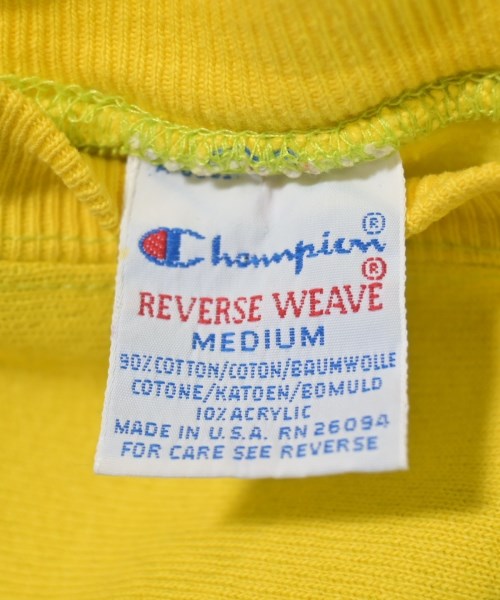 Champion ®
REVERSE WEAVE ®
MEDIUM
90% COTTON/COTON/BAUMWOLLE
COTONE/KATOEN/BOMULD
10% ACRYLIC
MADE IN U.S.A. RN 26094
FOR CARE SEE REVERSE